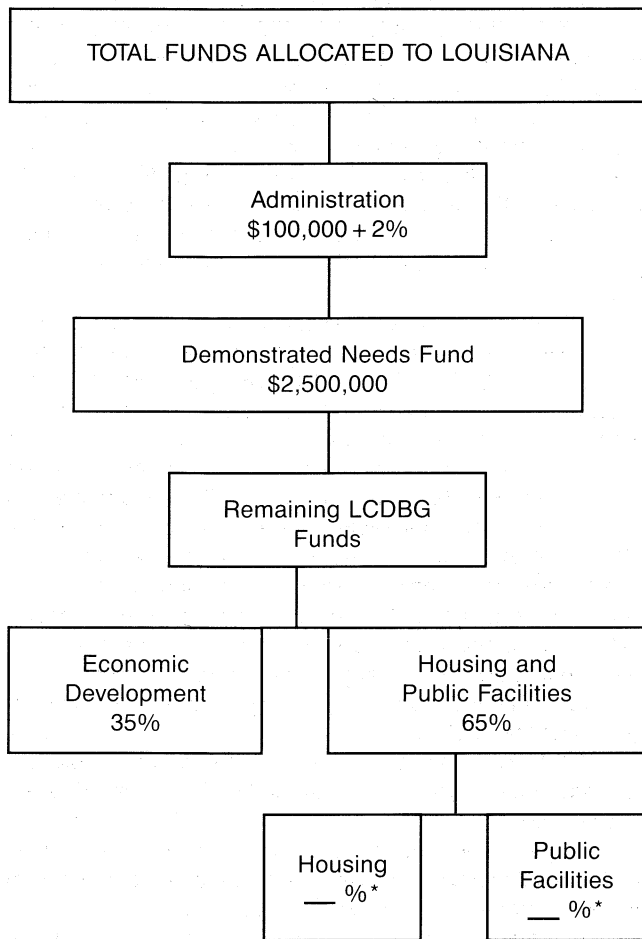 TOTAL FUNDS ALLOCATED TO LOUISIANA
Administration
$100,000 + 2%
Demonstrated Needs Fund
$2,500,000
Remaining LCDBG
Funds
Economic
Development
35%
Housing and
Public Facilities
65%
Housing
__ %*
Public
Facilities
__ %*